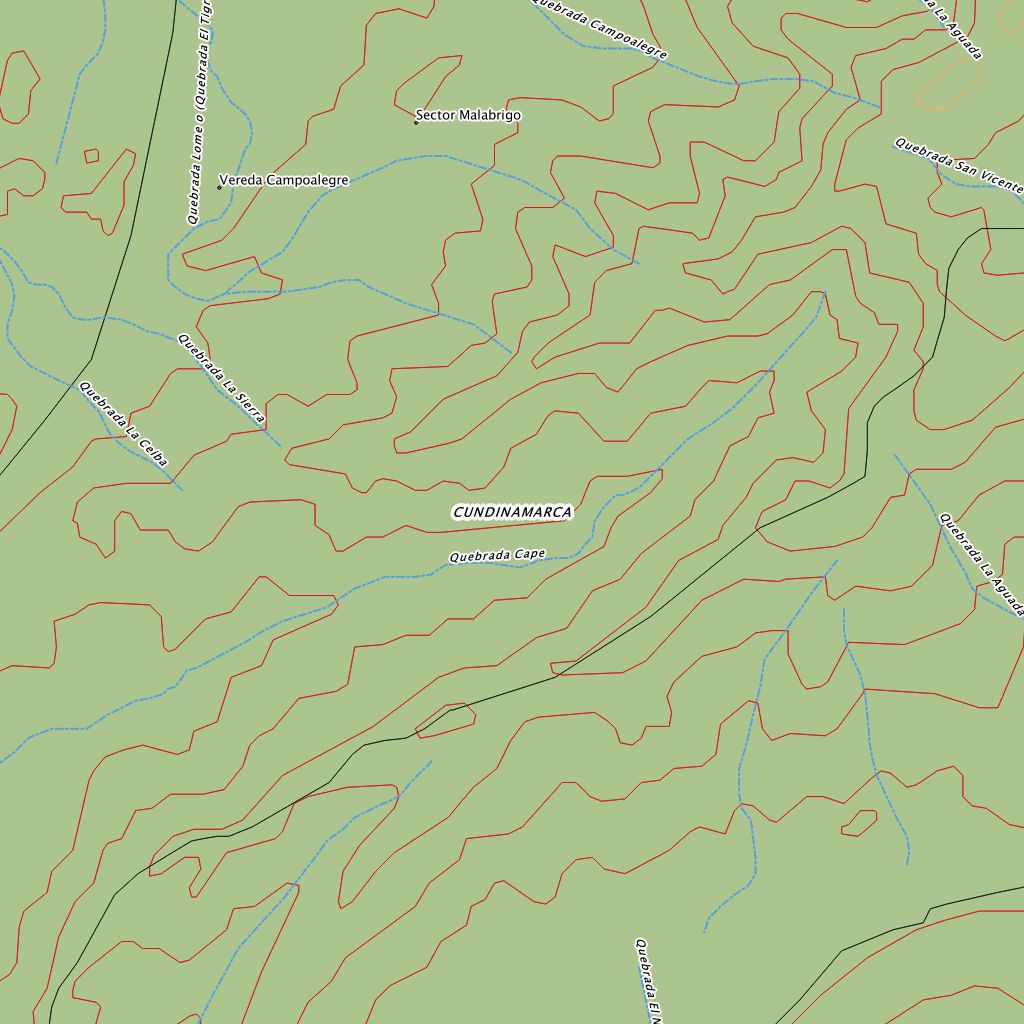 Quebrada Campoalegre
Quebrada Lome o (Quebrada El Tigr
La Aguada
Sector Malabrigo
Quebrada San Vicente
Vereda Campoalegre
Quebrada La Sierra
Quebrada La Ceiba
CUNDINAMARCA
Quebrada Cape
Quebrada La Aguada
Quebrada El